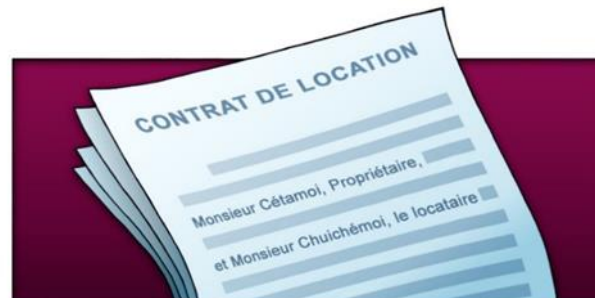 CONTRAT DE LOCATION
Monsieur Cétamoi, Propriétaire,
et Monsieur Chuichémoi, le locataire